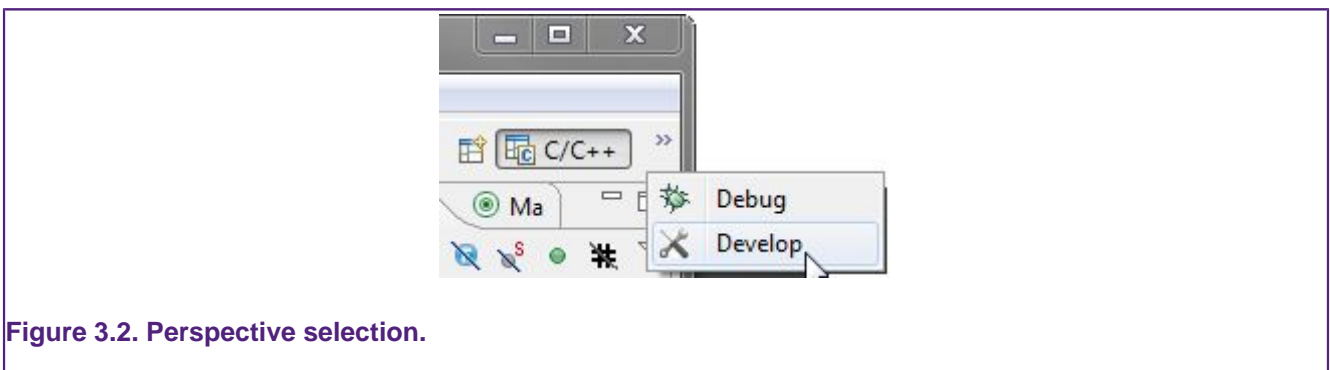 C/C++ »
Ma
Debug
S
Develop
Figure 3.2. Perspective selection.